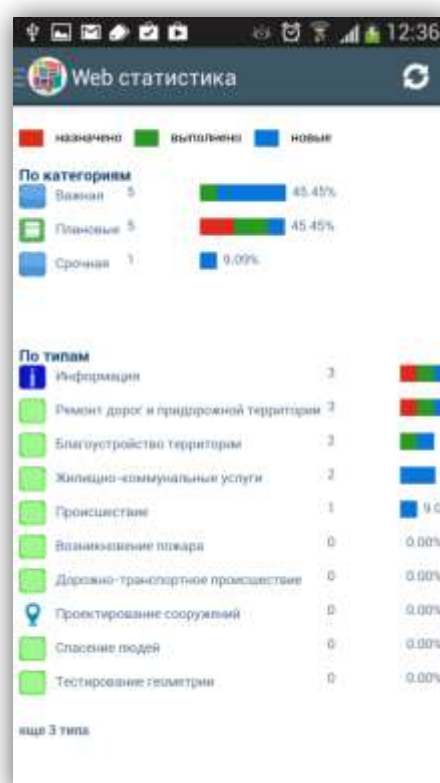 12:36
Web статистика
назначено выполнено новые
По категориям
Важная 5 45.45%
Плановые 5 45.45%
Срочная 1 9.09%
По типам
Информация 3
Ремонт дорог и придорожной территории 3
Благоустройство территории 2
Жилищно-коммунальные услуги 2
Происшествие 1 9.0
Возникновение пожара 0 0.00%
Дорожно-транспортное происшествие 0 0.00%
Проектирование сооружений 0 0.00%
Спасение людей 0 0.00%
Тестирование геометрии 0 0.00%
еще 3 типа